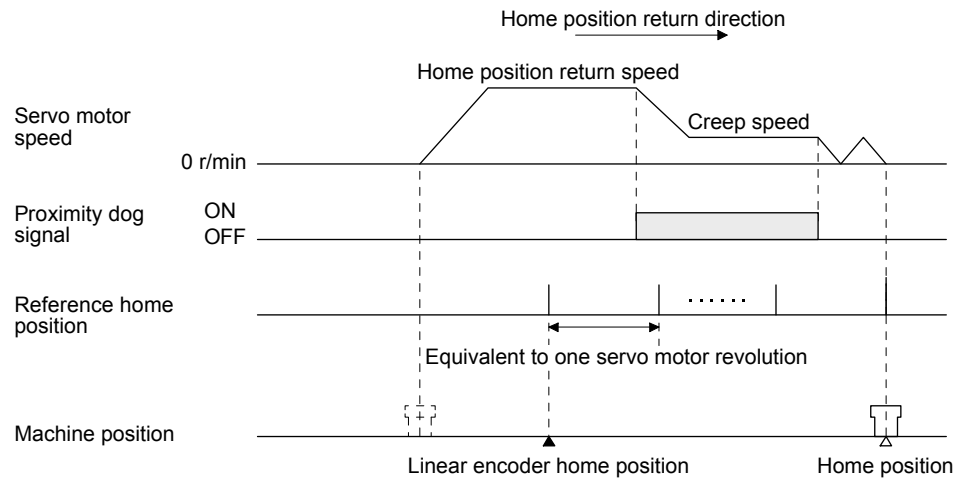 Home position return direction
Home position return speed
Servo motor
speed
Creep speed
0 r/min
Proximity dog
signal
ON
OFF
Reference home
position
......
Equivalent to one servo motor revolution
Machine position
Linear encoder home position
Home position